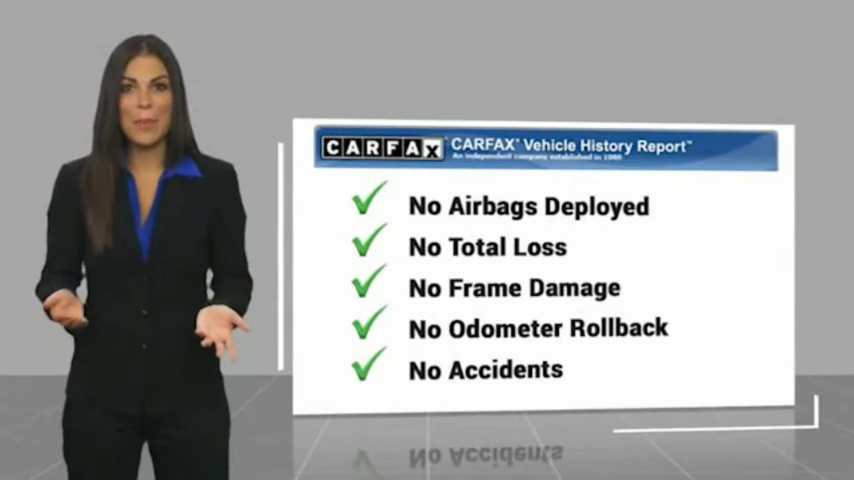 CARFAX CARFAX® Vehicle History Report™
An independent company established in 1986
No Airbags Deployed
No Total Loss
No Frame Damage
No Odometer Rollback
No Accidents
No Accidents